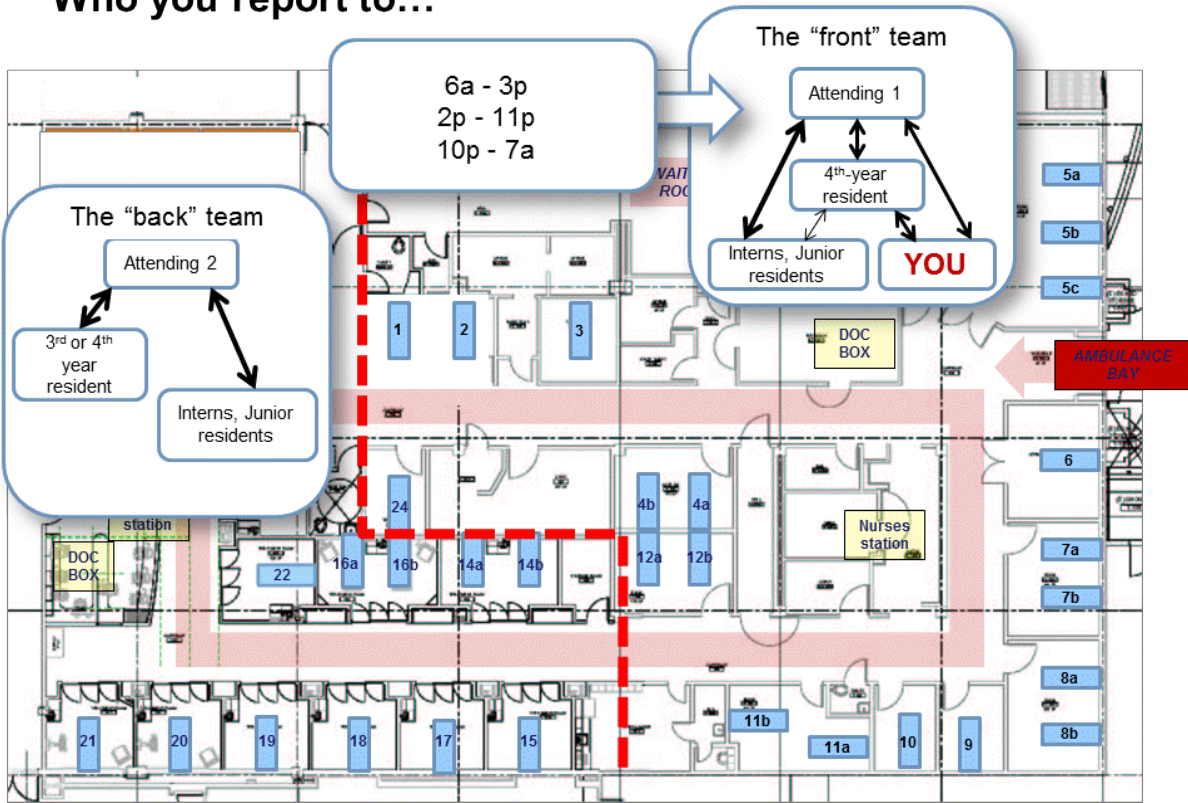 Who you report to…
6a - 3p
2p - 11p
10p - 7a
The “front” team
Attending 1
4th-year
resident
Interns, Junior
residents
YOU
The “back” team
Attending 2
3rd or 4th
year
resident
Interns, Junior
residents
5a
5b
5c
1
2
3
DOC
BOX
AMBULANCE
BAY
6
24
4b
4a
Nurses
station
station
DOC
BOX
22
16a
16b
14a
14b
12a
12b
7a
7b
8a
8b
21
20
19
18
17
15
11b
11a
10
9